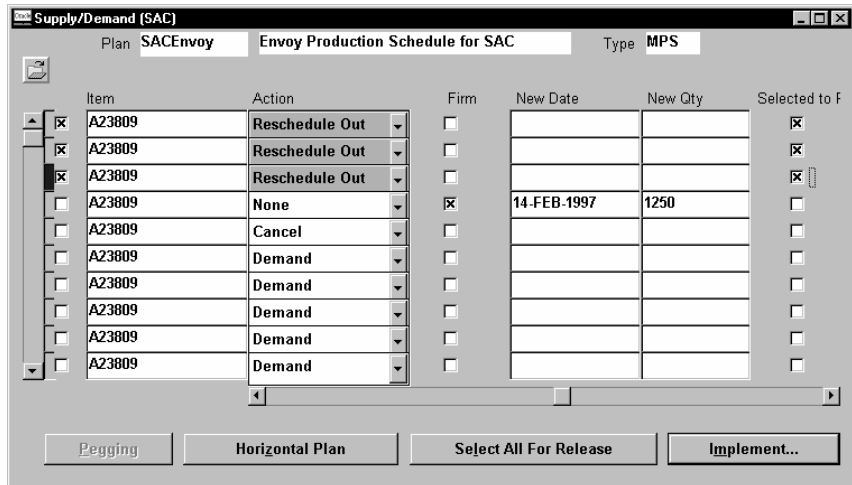 Supply/Demand (SAC)
Plan SACEnvoy Envoy Production Schedule for SAC Type MPS
Item Action Firm New Date New Qty Selected to F
A23809 Reschedule Out
A23809 Reschedule Out
A23809 Reschedule Out
A23809 None 14-FEB-1997 1250
A23809 Cancel
A23809 Demand
A23809 Demand
A23809 Demand
A23809 Demand
A23809 Demand
Pegging Horizontal Plan Select All For Release Implement...